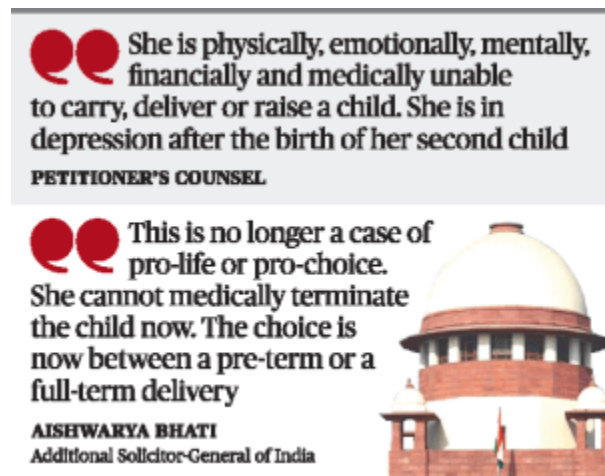 She is physically, emotionally, mentally,
financially and medically unable
to carry, deliver or raise a child. She is in
depression after the birth of her second child
PETITIONER'S COUNSEL
This is no longer a case of
pro-life or pro-choice.
She cannot medically terminate
the child now. The choice is
now between a pre-term or a
full-term delivery
AISHWARYA BHATI
Additional Solicitor-General of India